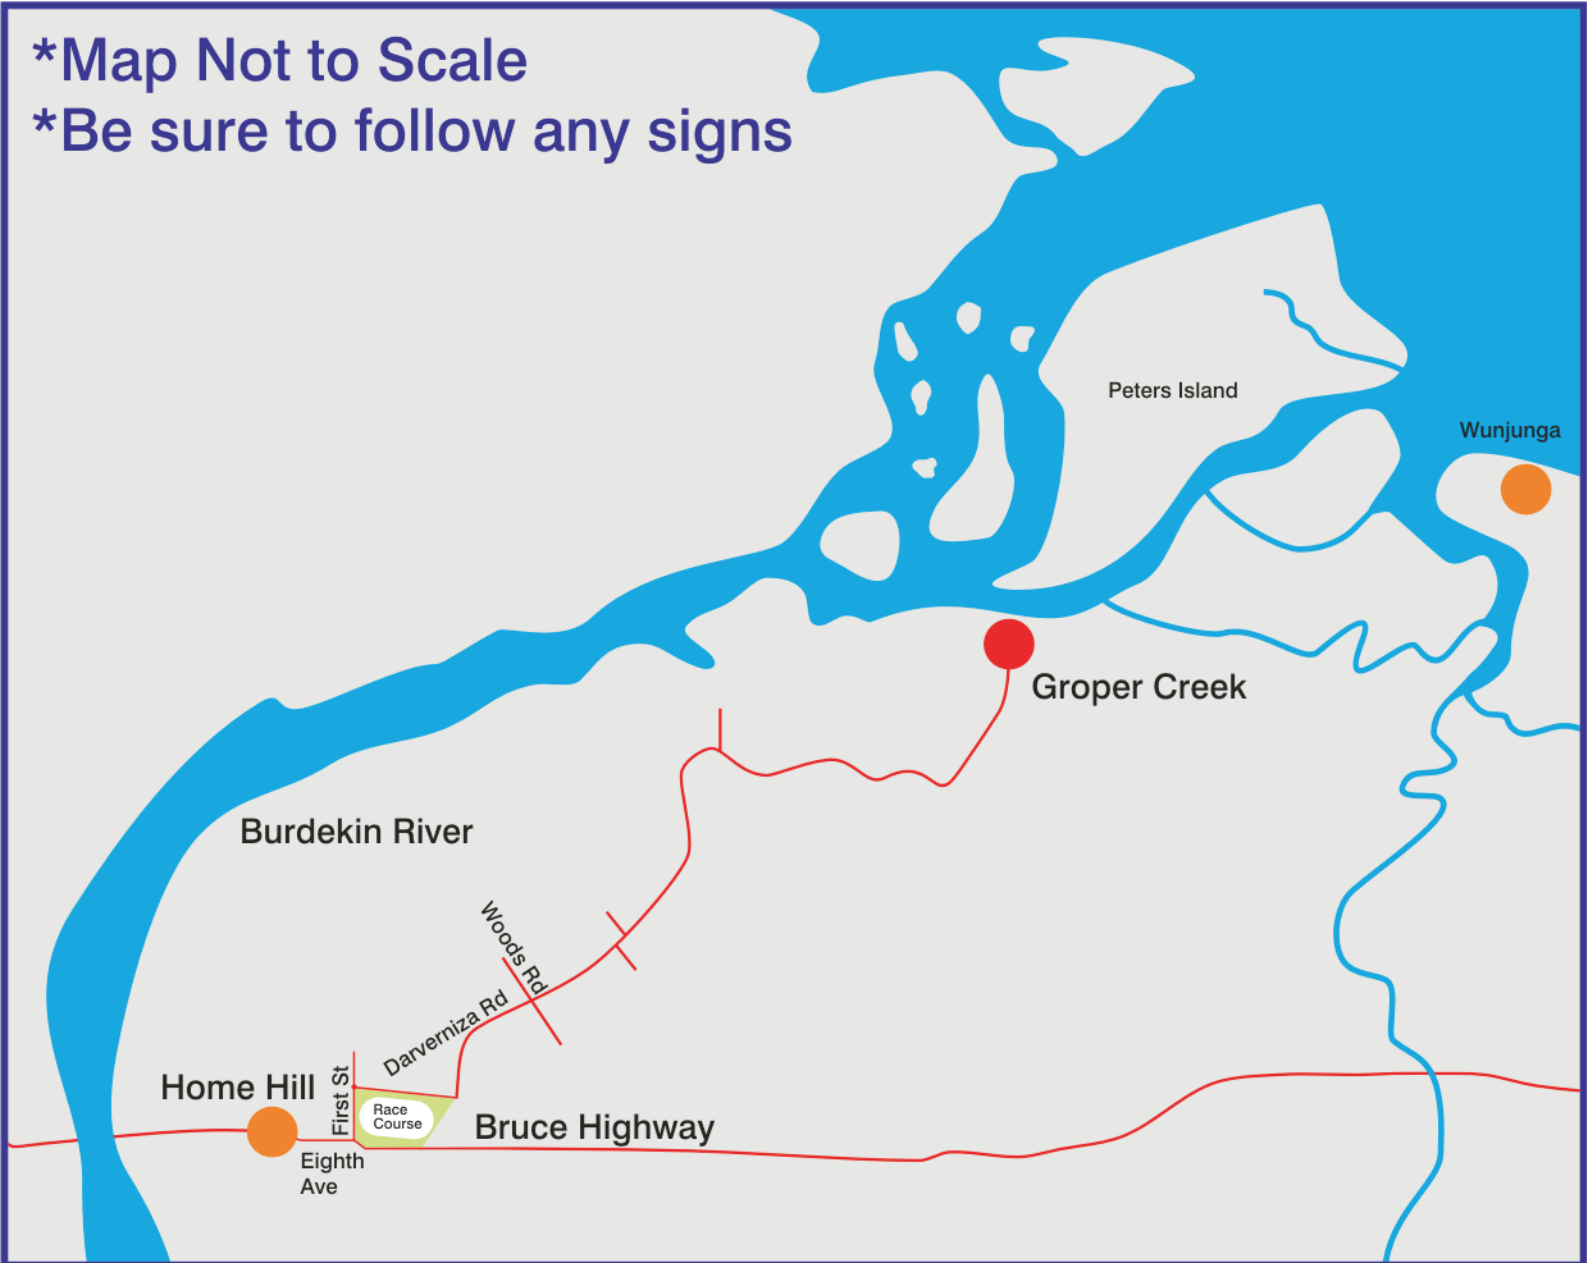 *Map Not to Scale
*Be sure to follow any signs
Peters Island
Wunjunga
Groper Creek
Burdekin River
Woods Rd
Darverniza Rd
Home Hill
First St
Race
Course
Bruce Highway
Eighth
Ave